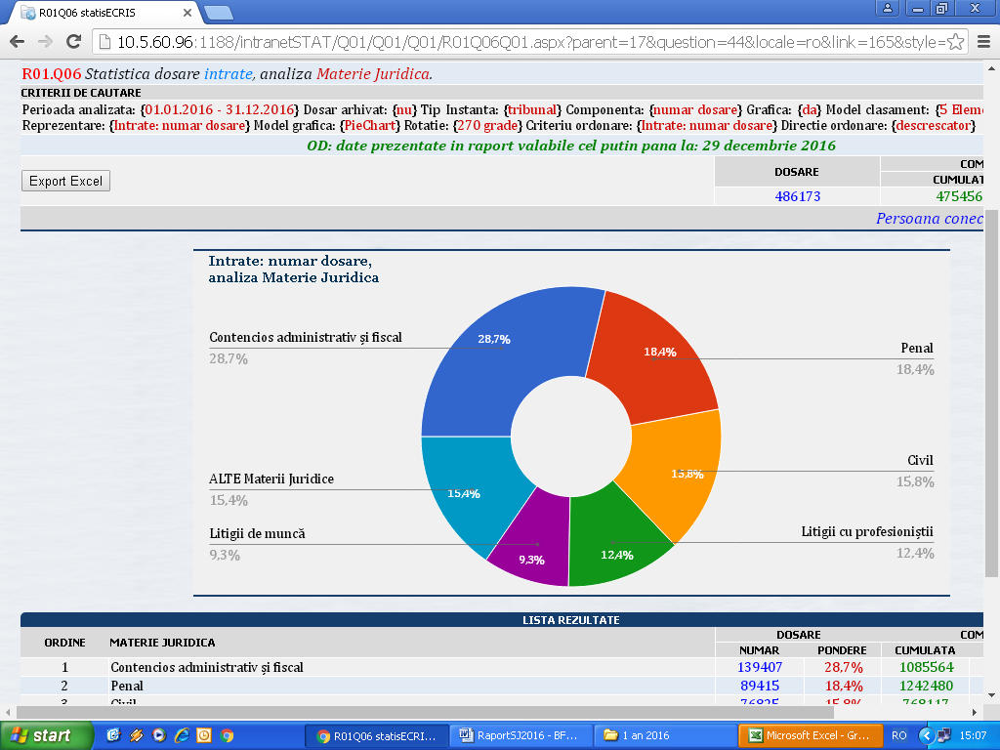 R01Q06 statisECRIS
10.5.60.96:1188/intranetSTAT/Q01/Q01/Q01/R01Q06Q01.aspx?parent=17&question=44&locale=ro&link=165&style=
R01.Q06 Statistica dosare intrate, analiza Materie Juridica.
CRITERII DE CAUTARE
Perioada analizata: {01.01.2016 - 31.12.2016} Dosar arhivat: {nu} Tip Instanta: {tribunal} Componenta: {numar dosare} Grafica: {da} Model clasament: {5 Eleme
Reprezentare: {Intrate: numar dosare} Model grafica: {PieChart} Rotatie: {270 grade} Criteriu ordonare: {Intrate: numar dosare} Directie ordonare: {descrescator}
OD: date prezentate in raport valabile cel putin pana la: 29 decembrie 2016
Export Excel
DOSARE
COM
CUMULAT
486173
475456
Persoana conec
Intrate: numar dosare,
analiza Materie Juridica
Contencios administrativ și fiscal
28,7%
28,7%
18,4%
Penal
18,4%
Civil
15,8%
15,8%
ALTE Materii Juridice
15,4%
15,4%
Litigii de muncă
9,3%
9,3%
12,4%
Litigii cu profesioniștii
12,4%
LISTA REZULTATE
ORDINE MATERIE JURIDICA DOSARE COM
NUMAR PONDERE CUMULATA
1 Contencios administrativ și fiscal 139407 28,7% 1085564
2 Penal 89415 18,4% 1242480
3 Civil 76825 15,8% 768117
start
R01Q06 statisECRI...
RaportSJ2016 - BF...
1 an 2016
Microsoft Excel - Gr...
RO
15:07